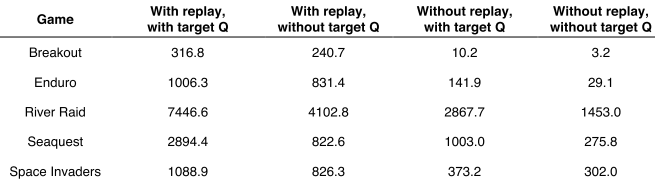 Game With replay, with target Q With replay, without target Q Without replay, with target Q Without replay, without target Q
Breakout 316.8 240.7 10.2 3.2
Enduro 1006.3 831.4 141.9 29.1
River Raid 7446.6 4102.8 2867.7 1453.0
Seaquest 2894.4 822.6 1003.0 275.8
Space Invaders 1088.9 826.3 373.2 302.0